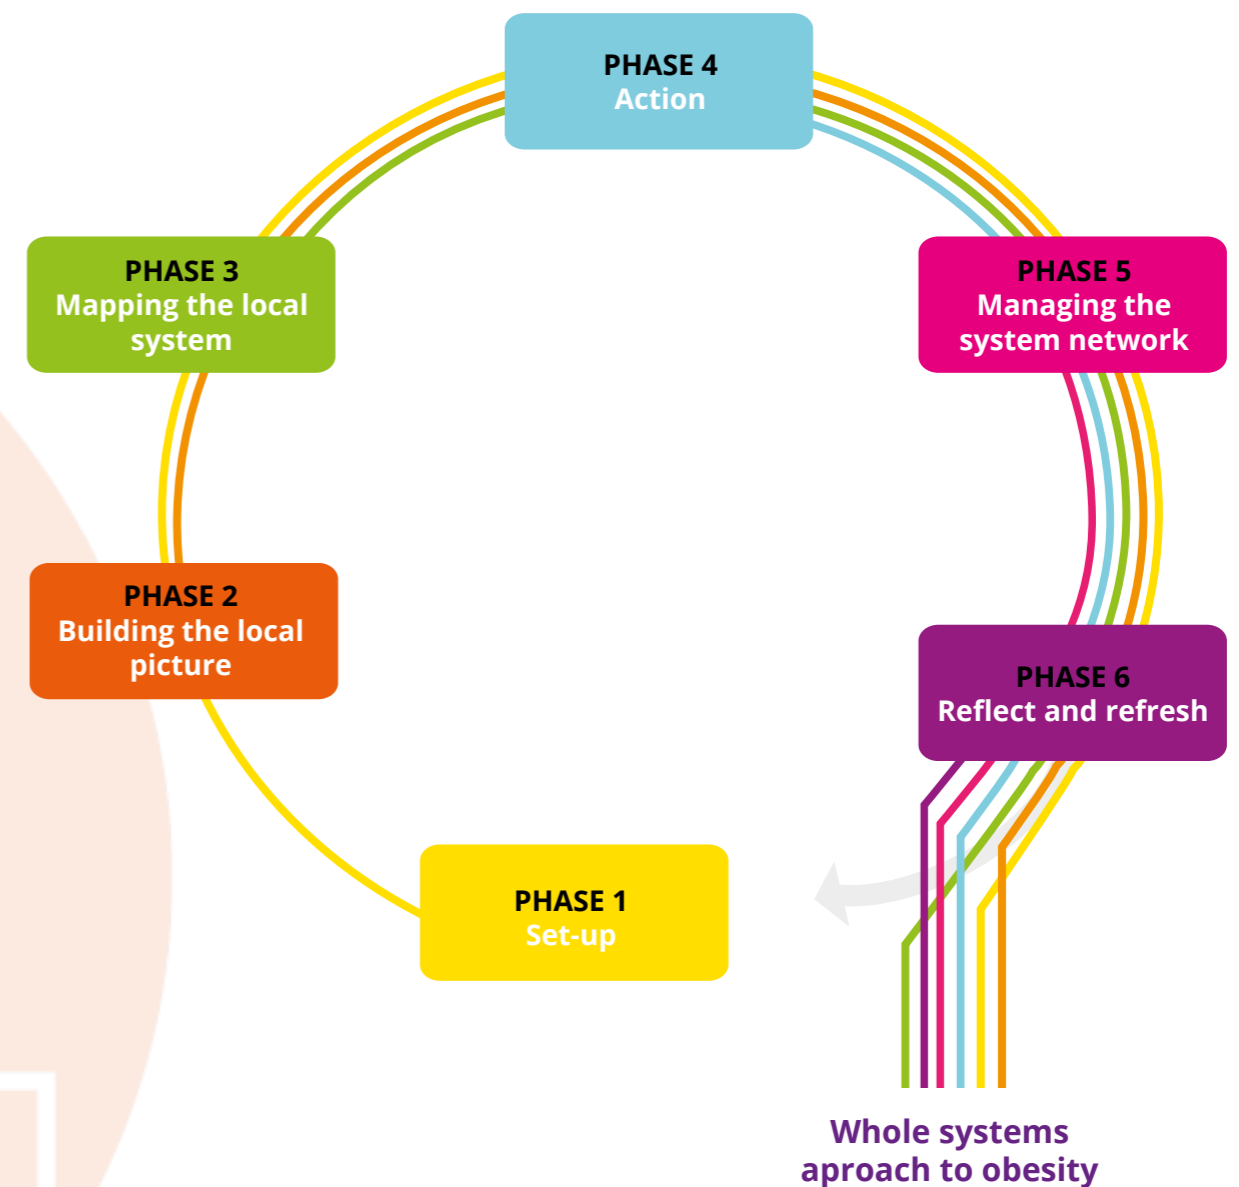 PHASE 4
Action
PHASE 3
Mapping the local
system
PHASE 5
Managing the
system network
PHASE 2
Building the local
picture
PHASE 6
Reflect and refresh
PHASE 1
Set-up
Whole systems
aproach to obesity